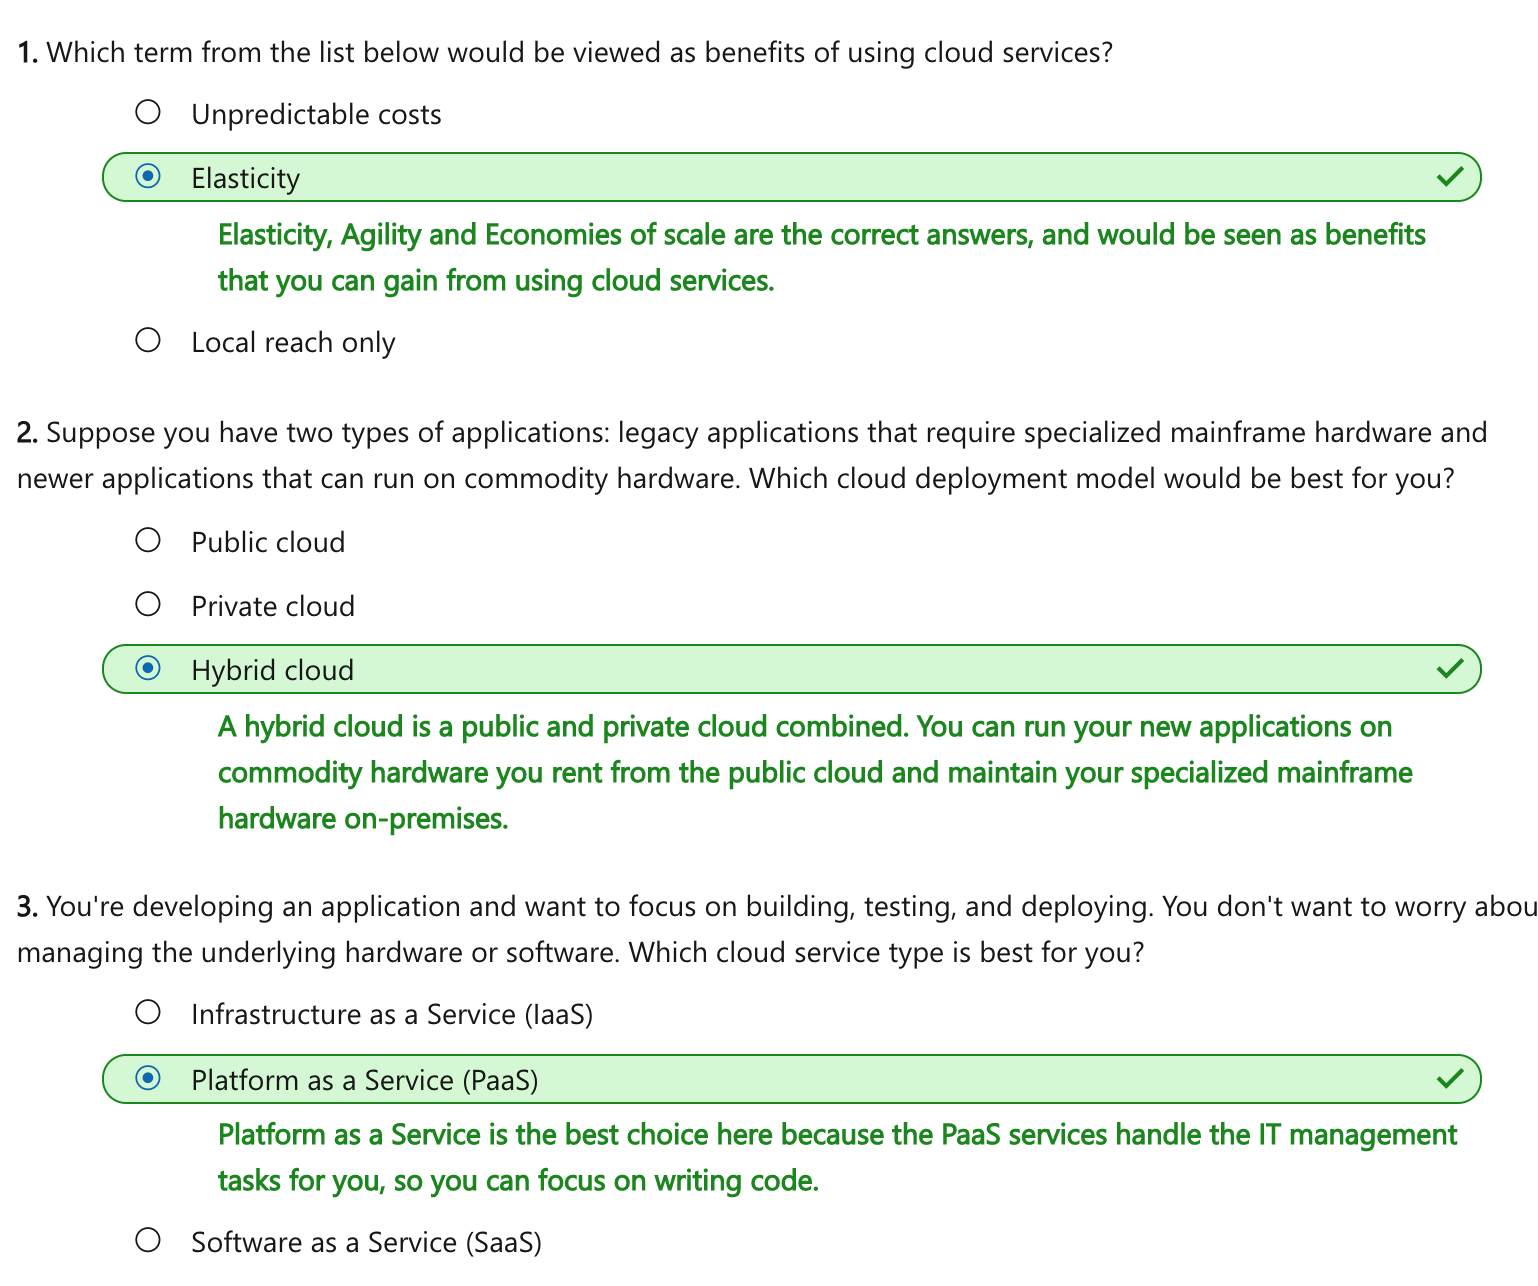 1. Which term from the list below would be viewed as benefits of using cloud services?
Unpredictable costs
Elasticity
Elasticity, Agility and Economies of scale are the correct answers, and would be seen as benefits
that you can gain from using cloud services.
Local reach only
2. Suppose you have two types of applications: legacy applications that require specialized mainframe hardware and
newer applications that can run on commodity hardware. Which cloud deployment model would be best for you?
Public cloud
Private cloud
Hybrid cloud
A hybrid cloud is a public and private cloud combined. You can run your new applications on
commodity hardware you rent from the public cloud and maintain your specialized mainframe
hardware on-premises.
3. You're developing an application and want to focus on building, testing, and deploying. You don't want to worry abou
managing the underlying hardware or software. Which cloud service type is best for you?
Infrastructure as a Service (IaaS)
Platform as a Service (PaaS)
Platform as a Service is the best choice here because the PaaS services handle the IT management
tasks for you, so you can focus on writing code.
Software as a Service (SaaS)